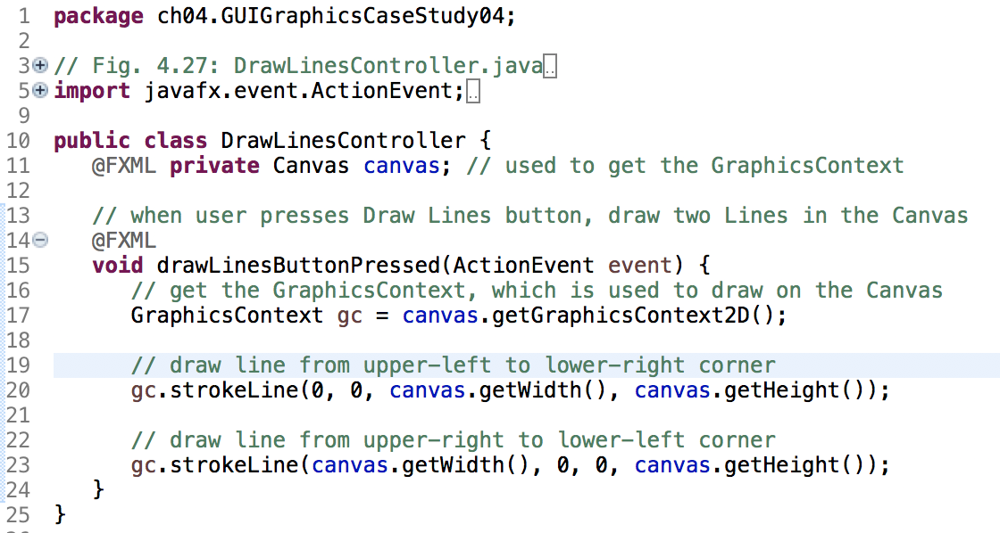 1 package ch04.GUIGraphicsCaseStudy04;
2
3 // Fig. 4.27: DrawLinesController.java..
5 import javafx.event.ActionEvent;..
9
10 public class DrawLinesController {
11    @FXML private Canvas canvas; // used to get the GraphicsContext
12
13    // when user presses Draw Lines button, draw two Lines in the Canvas
14    @FXML
15    void drawLinesButtonPressed(ActionEvent event) {
16       // get the GraphicsContext, which is used to draw on the Canvas
17       GraphicsContext gc = canvas.getGraphicsContext2D();
18
19       // draw line from upper-left to lower-right corner
20       gc.strokeLine(0, 0, canvas.getWidth(), canvas.getHeight());
21
22       // draw line from upper-right to lower-left corner
23       gc.strokeLine(canvas.getWidth(), 0, 0, canvas.getHeight());
24    }
25 }